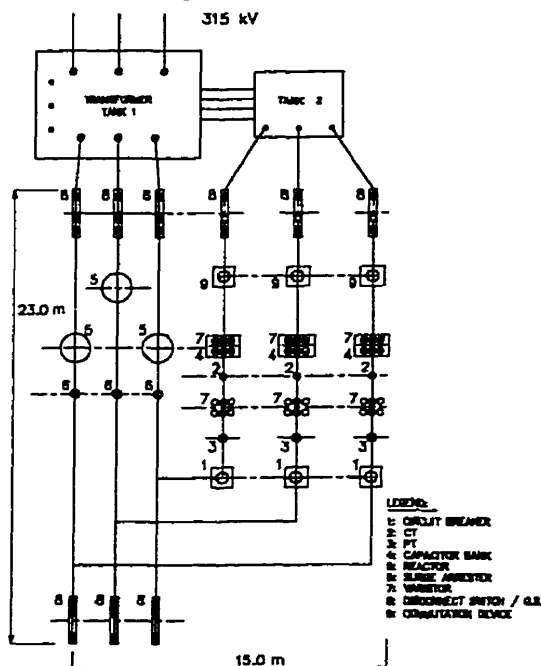 315 kV
TRANSFORMER
TANK 1
TANK 2
8 8 8 8 8 8
9 9 9
5
23.0 m
5 5
7 7 7
4 4 4
2 2 2
6 6 6
7 7 7
3 3 3
1 1 1
LEGEND:
1: CIRCUIT BREAKER
2: CT
3: PT
4: CAPACITOR BANK
5: REACTOR
6: SURGE ARRESTER
7: VARISTOR
8: DISCONNECT SWITCH / G.S.
9: COMMUTATION DEVICE
8 8 8
15.0 m